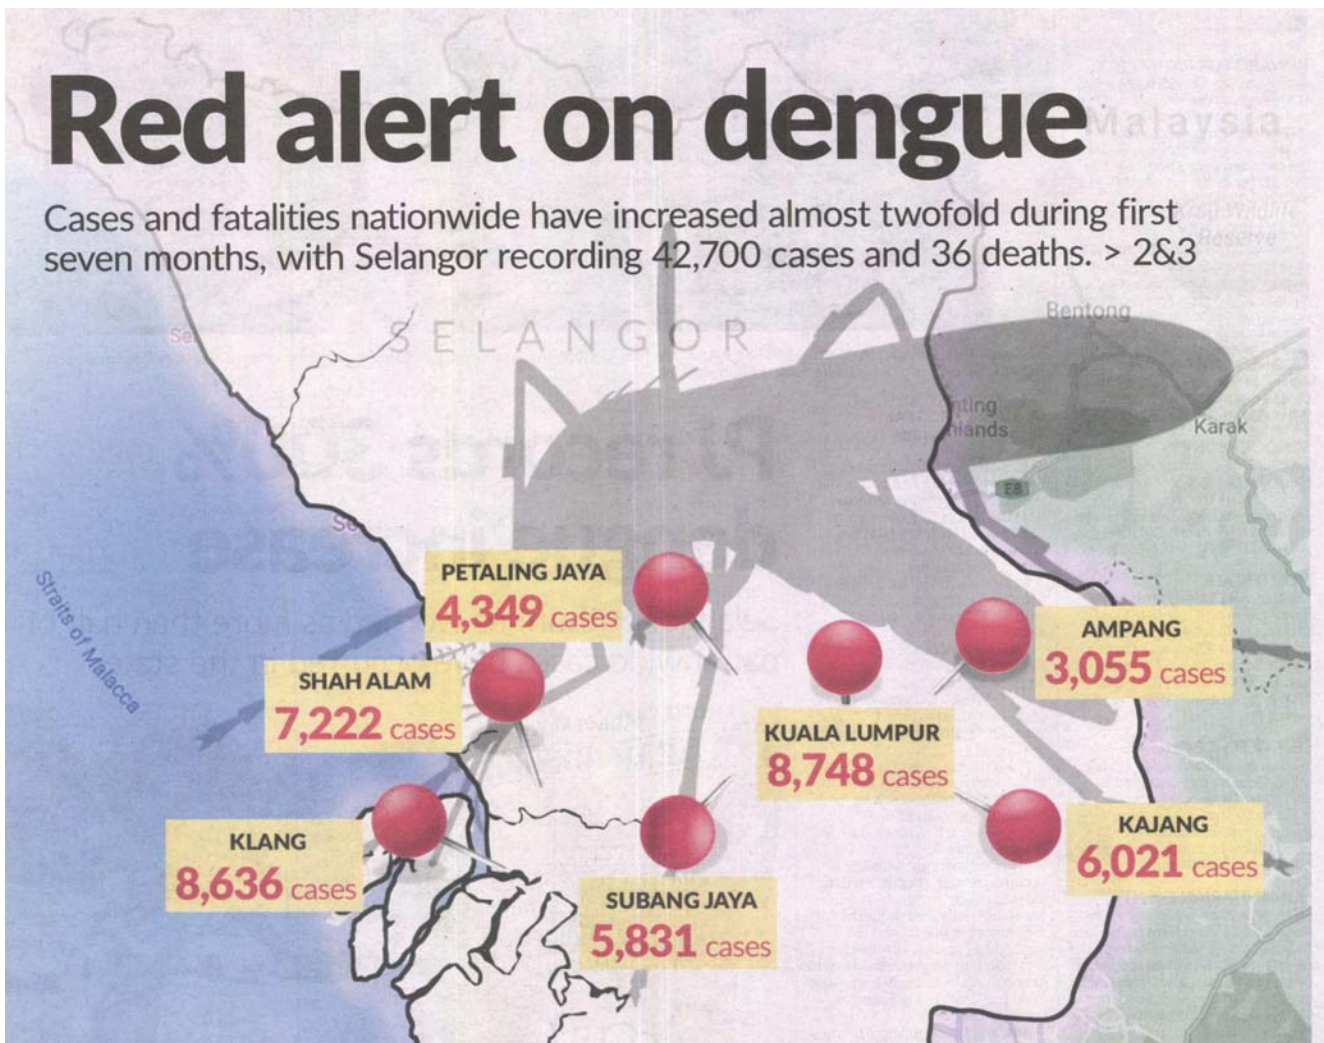 Red alert on dengue
Malaysia
Cases and fatalities nationwide have increased almost twofold during first
seven months, with Selangor recording 42,700 cases and 36 deaths. > 2&3
Reserve
SELANGOR
Bentong
Karak
E8
Straits of Malacca
PETALING JAYA
4,349 cases
AMPANG
3,055 cases
SHAH ALAM
7,222 cases
KUALA LUMPUR
8,748 cases
KLANG
8,636 cases
KAJANG
6,021 cases
SUBANG JAYA
5,831 cases